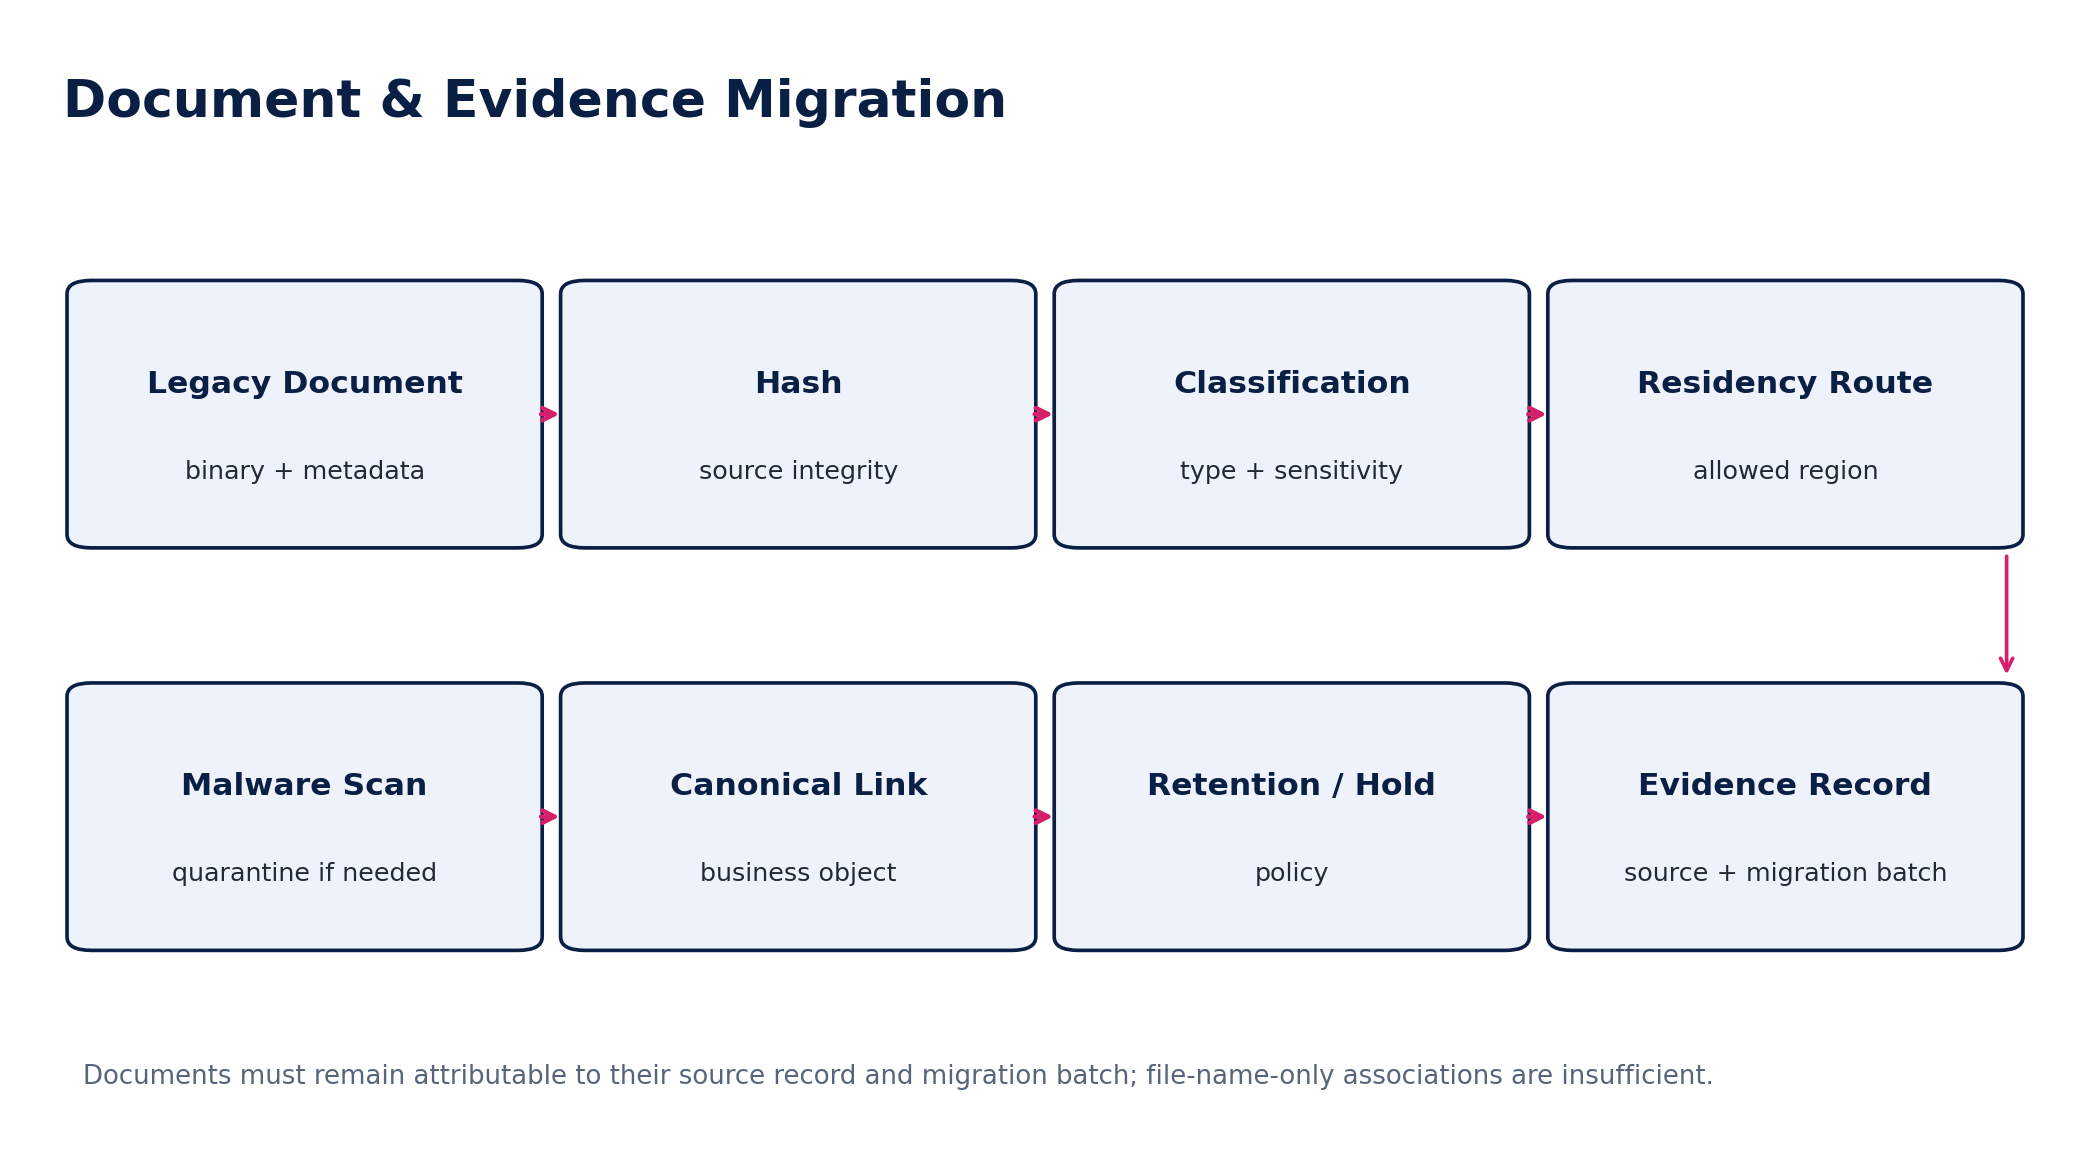 Document & Evidence Migration
Legacy Document
binary + metadata
Hash
source integrity
Classification
type + sensitivity
Residency Route
allowed region
Malware Scan
quarantine if needed
Canonical Link
business object
Retention / Hold
policy
Evidence Record
source + migration batch
Documents must remain attributable to their source record and migration batch; file-name-only associations are insufficient.